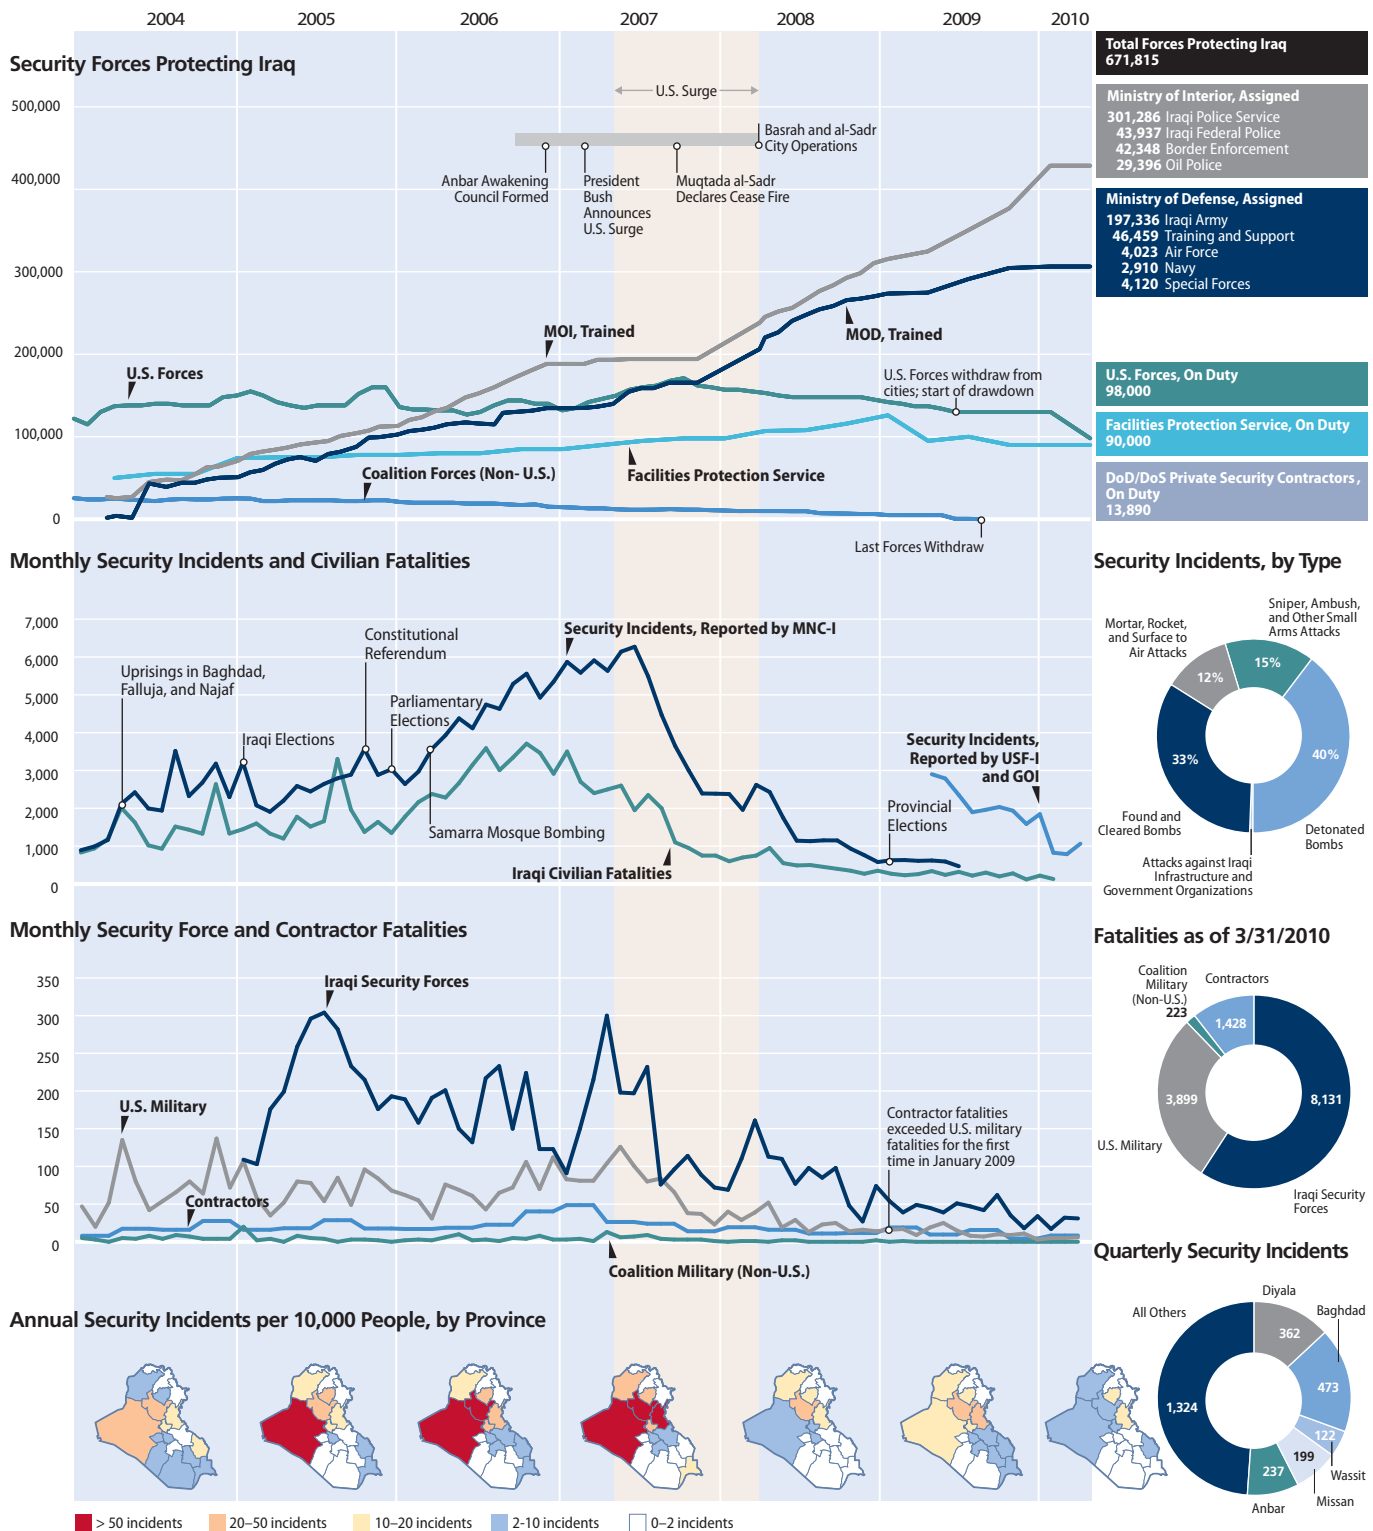 2004 2005 2006 2007 2008 2009 2010
Security Forces Protecting Iraq
500,000
400,000
300,000
200,000
100,000
0
U.S. Surge
Basrah and al-Sadr
City Operations
Anbar Awakening
Council Formed
President
Bush
Announces
U.S. Surge
Muqtada al-Sadr
Declares Cease Fire
MOI, Trained
MOD, Trained
U.S. Forces
U.S. Forces withdraw from
cities; start of drawdown
Coalition Forces (Non- U.S.)
Facilities Protection Service
Last Forces Withdraw
Total Forces Protecting Iraq
671,815
Ministry of Interior, Assigned
301,286 Iraqi Police Service
43,937 Iraqi Federal Police
42,348 Border Enforcement
29,396 Oil Police
Ministry of Defense, Assigned
197,336 Iraqi Army
46,459 Training and Support
4,023 Air Force
2,910 Navy
4,120 Special Forces
U.S. Forces, On Duty
98,000
Facilities Protection Service, On Duty
90,000
DoD/DoS Private Security Contractors ,
On Duty
13,890
Monthly Security Incidents and Civilian Fatalities
7,000
6,000
5,000
4,000
3,000
2,000
1,000
0
Uprisings in Baghdad,
Falluja, and Najaf
Iraqi Elections
Constitutional
Referendum
Parliamentary
Elections
Samarra Mosque Bombing
Security Incidents, Reported by MNC-I
Iraqi Civilian Fatalities
Security Incidents,
Reported by USF-I
and GOI
Provincial
Elections
Security Incidents, by Type
Sniper, Ambush,
and Other Small
Arms Attacks
Mortar, Rocket,
and Surface to
Air Attacks
15%
12%
33%
40%
Found and
Cleared Bombs
Detonated
Bombs
Attacks against Iraqi
Infrastructure and
Government Organizations
Monthly Security Force and Contractor Fatalities
350
300
250
200
150
100
50
0
Iraqi Security Forces
U.S. Military
Contractors
Coalition Military (Non-U.S.)
Contractor fatalities
exceeded U.S. military
fatalities for the first
time in January 2009
Fatalities as of 3/31/2010
Coalition
Military
(Non-U.S.)
223
Contractors
1,428
3,899
8,131
U.S. Military
Iraqi Security
Forces
Annual Security Incidents per 10,000 People, by Province
> 50 incidents
20–50 incidents
10–20 incidents
2-10 incidents
0–2 incidents
Quarterly Security Incidents
Diyala
All Others
Baghdad
362
473
1,324
122
199
237
Wassit
Missan
Anbar